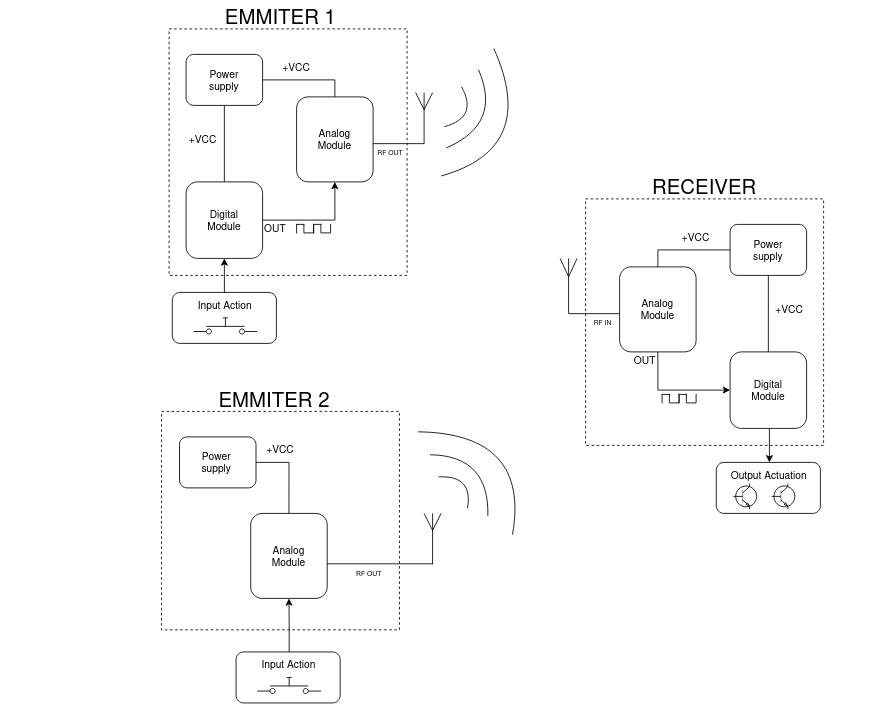 EMMITER 1
Power
supply
+VCC
+VCC
Analog
Module
RF OUT
Digital
Module
OUT
Input Action
RECEIVER
+VCC
Power
supply
Analog
Module
RF IN
+VCC
OUT
Digital
Module
Output Actuation
EMMITER 2
Power
supply
+VCC
Analog
Module
RF OUT
Input Action